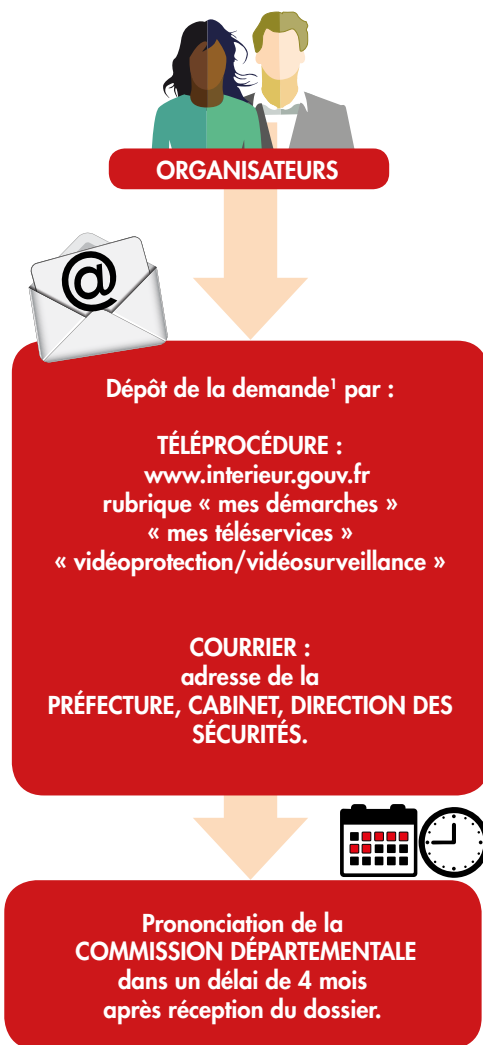 ORGANISATEURS
@
Dépôt de la demande¹ par :
TÉLÉPROCÉDURE :
www.interieur.gouv.fr
rubrique « mes démarches »
« mes téléservices »
« vidéoprotection/vidéosurveillance »
COURRIER :
adresse de la
PRÉFECTURE, CABINET, DIRECTION DES
SÉCURITÉS.
Prononciation de la
COMMISSION DÉPARTEMENTALE
dans un délai de 4 mois
après réception du dossier.